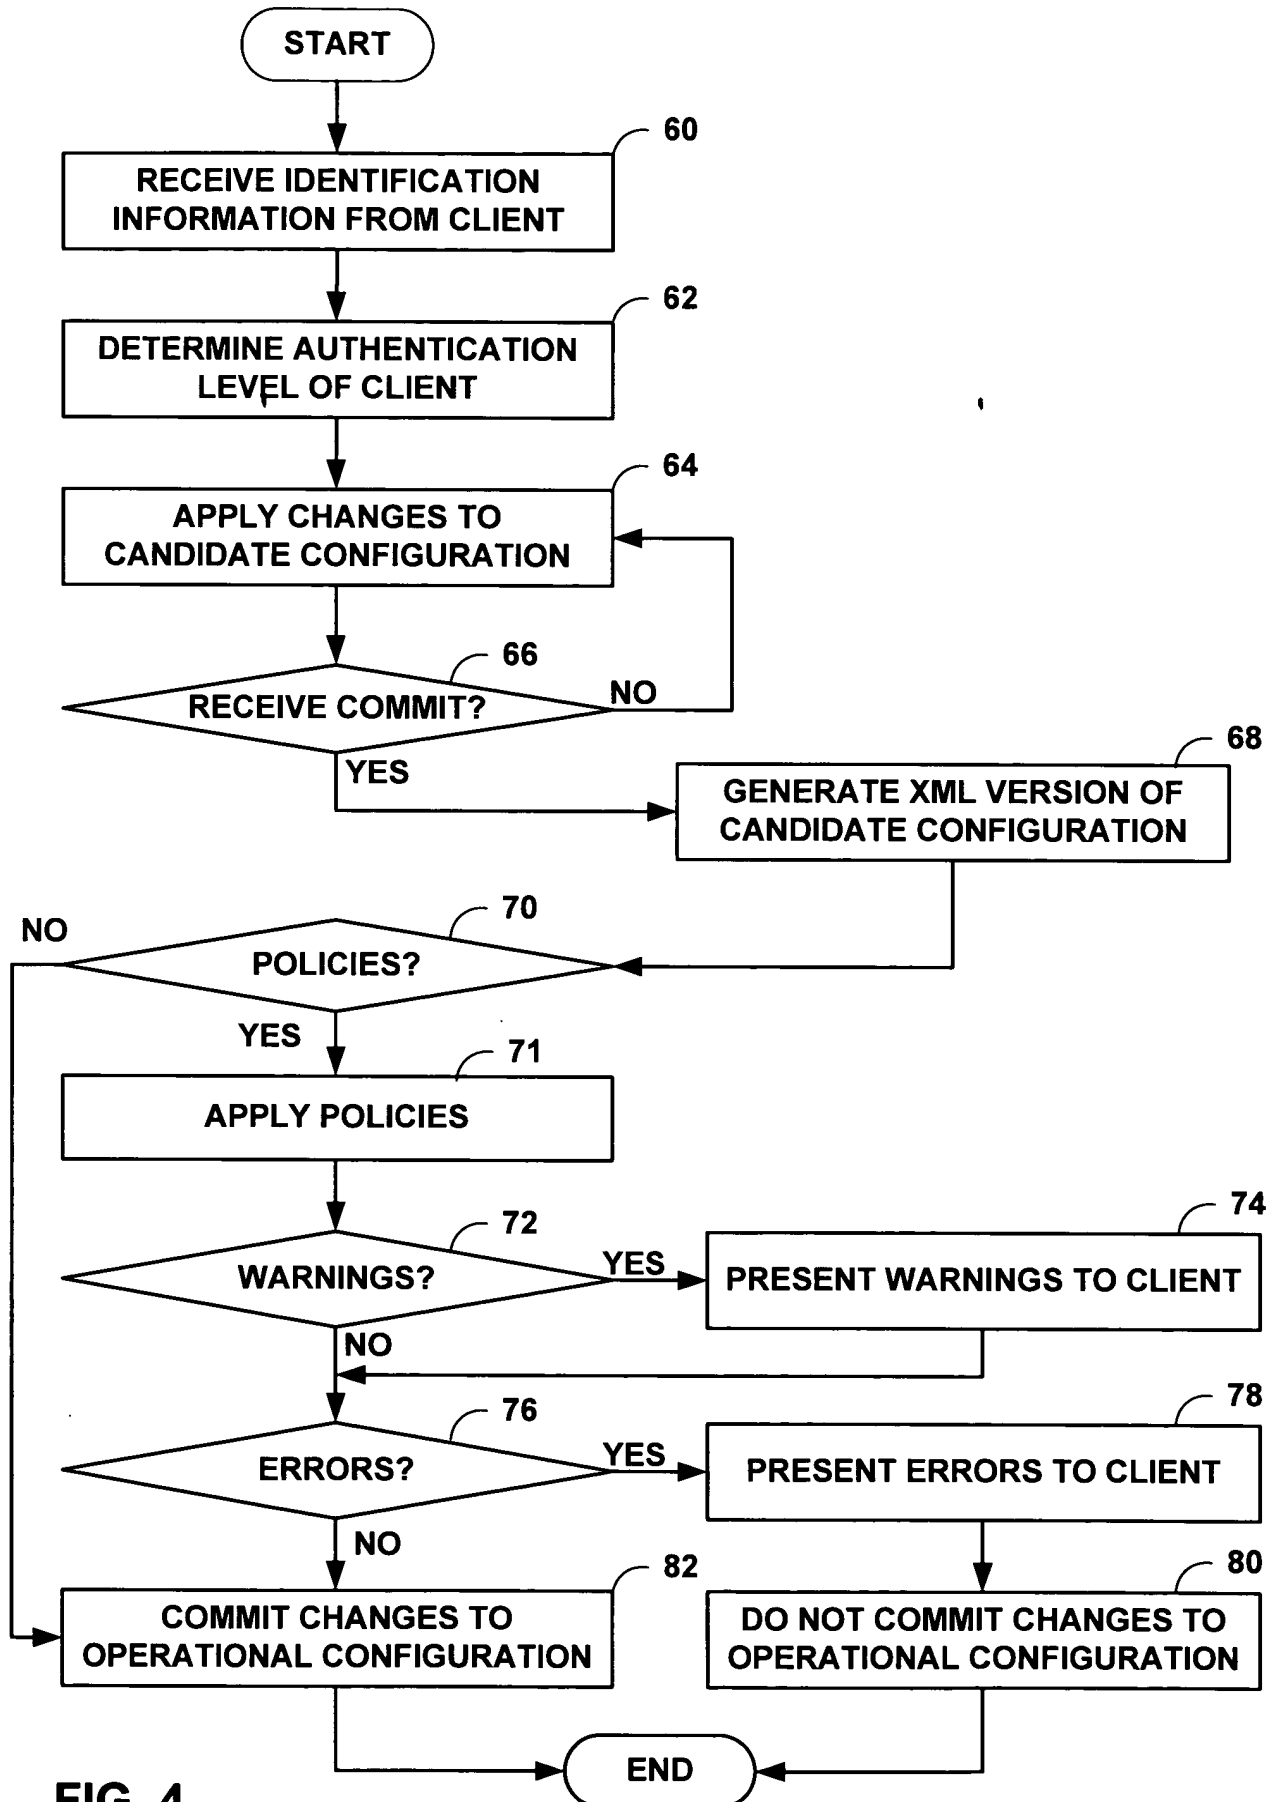 START
60
RECEIVE IDENTIFICATION
INFORMATION FROM CLIENT
62
DETERMINE AUTHENTICATION
LEVEL OF CLIENT
64
APPLY CHANGES TO
CANDIDATE CONFIGURATION
66
RECEIVE COMMIT?
NO
YES
68
GENERATE XML VERSION OF
CANDIDATE CONFIGURATION
70
NO
POLICIES?
YES
71
APPLY POLICIES
72
WARNINGS?
YES
74
PRESENT WARNINGS TO CLIENT
NO
76
ERRORS?
YES
78
PRESENT ERRORS TO CLIENT
NO
82
COMMIT CHANGES TO
OPERATIONAL CONFIGURATION
80
DO NOT COMMIT CHANGES TO
OPERATIONAL CONFIGURATION
END
FIG. 4